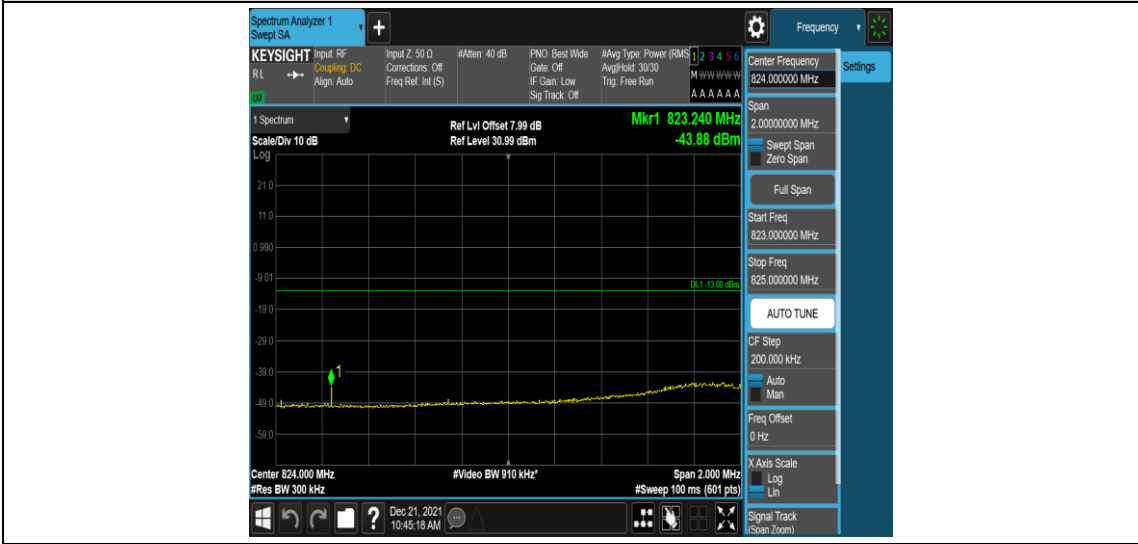 Spectrum Analyzer 1
Swept SA
+
Frequency
KEYSIGHT
RL
Input: RF
Coupling: DC
Align: Auto
Input Z: 50 Ω
Corrections: Off
Freq Ref: Int (S)
#Atten: 40 dB
PNO: Best Wide
Gate: Off
IF Gain: Low
Sig Track: Off
#Avg Type: Power (RMS
Avg|Hold: 30/30
Trig: Free Run
1 2 3 4 5 6
M W W W W W
A A A A A A
1 Spectrum
Scale/Div 10 dB
Ref Lvl Offset 7.99 dB
Ref Level 30.99 dBm
Mkr1 823.240 MHz
-43.88 dBm
Log
21.0
11.0
0.990
-9.01
DL1 -13.00 dBm
-19.0
-29.0
-39.0
1
-49.0
-59.0
Center 824.000 MHz
#Video BW 910 kHz*
Span 2.000 MHz
#Res BW 300 kHz
#Sweep 100 ms (601 pts)
?
Dec 21, 2021
10:45:18 AM
Center Frequency
824.000000 MHz
Settings
Span
2.00000000 MHz
Swept Span
Zero Span
Full Span
Start Freq
823.000000 MHz
Stop Freq
825.000000 MHz
AUTO TUNE
CF Step
200.000 kHz
Auto
Man
Freq Offset
0 Hz
X Axis Scale
Log
Lin
Signal Track
(Span Zoom)